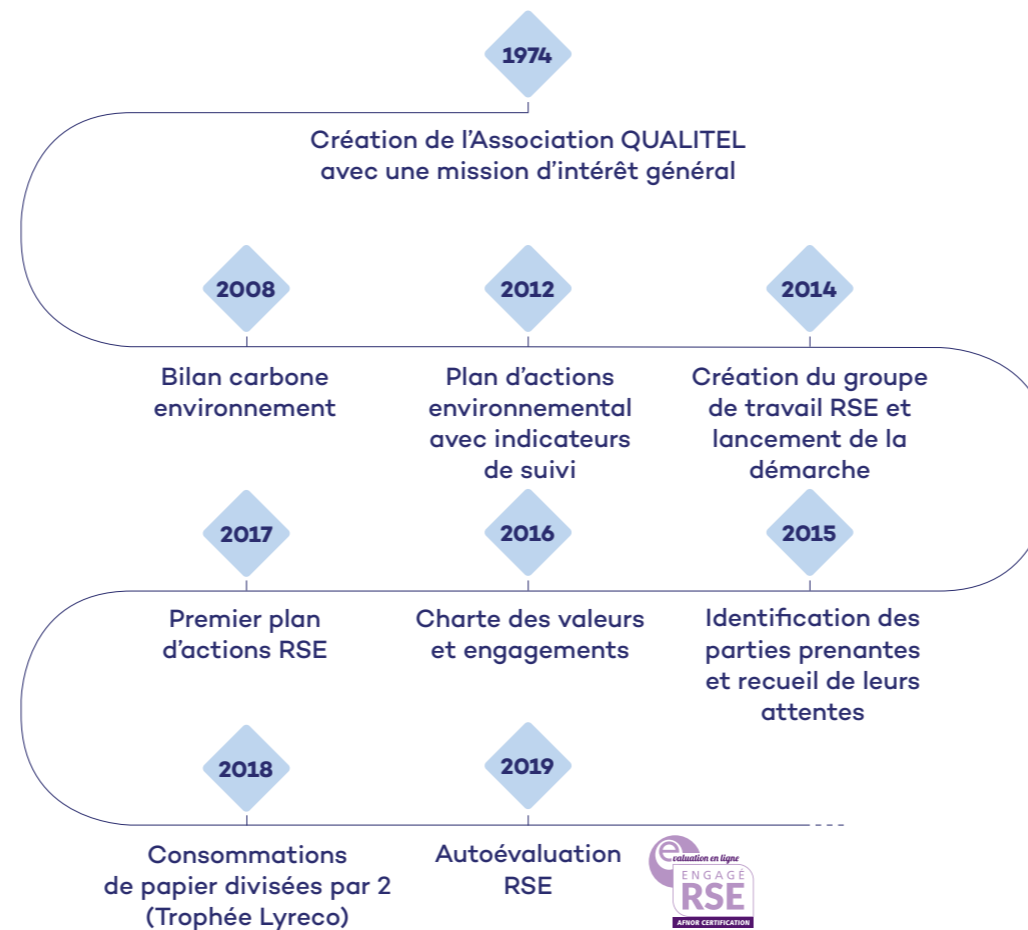 1974
Création de l'Association QUALITEL
avec une mission d'intérêt général
2008
Bilan carbone
environnement
2012
Plan d'actions
environnemental
avec indicateurs
de suivi
2014
Création du groupe
de travail RSE et
lancement de la
démarche
2015
Identification des
parties prenantes
et recueil de leurs
attentes
2016
Charte des valeurs
et engagements
2017
Premier plan
d'actions RSE
2018
Consommations
de papier divisées par 2
(Trophée Lyreco)
2019
Autoévaluation
RSE
evaluation en ligne
ENGAGÉ
RSE
AFNOR CERTIFICATION